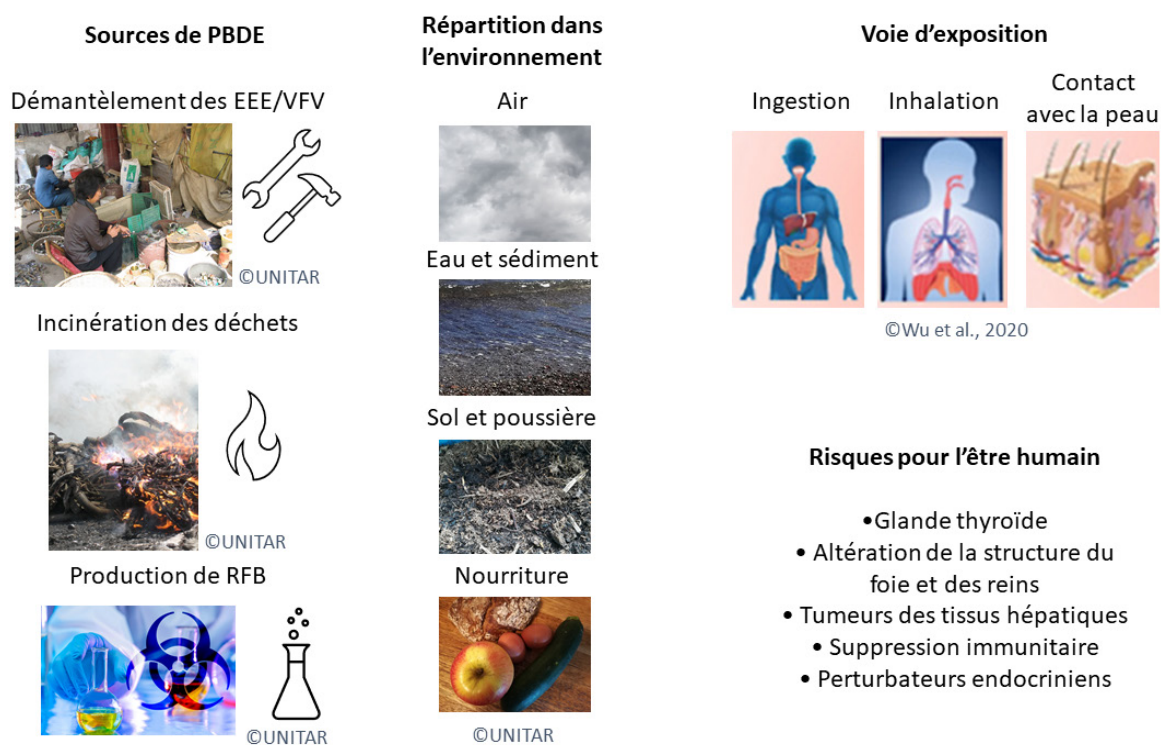 Sources de PBDE
Démantèlement des EEE/VFV
©UNITAR
Incinération des déchets
©UNITAR
Production de RFB
©UNITAR
Répartition dans
l’environnement
Air
Eau et sédiment
Sol et poussière
Nourriture
©UNITAR
Voie d’exposition
Ingestion
Inhalation
Contact
avec la peau
©Wu et al., 2020
Risques pour l’être humain
•Glande thyroïde
• Altération de la structure du
foie et des reins
• Tumeurs des tissus hépatiques
• Suppression immunitaire
• Perturbateurs endocriniens